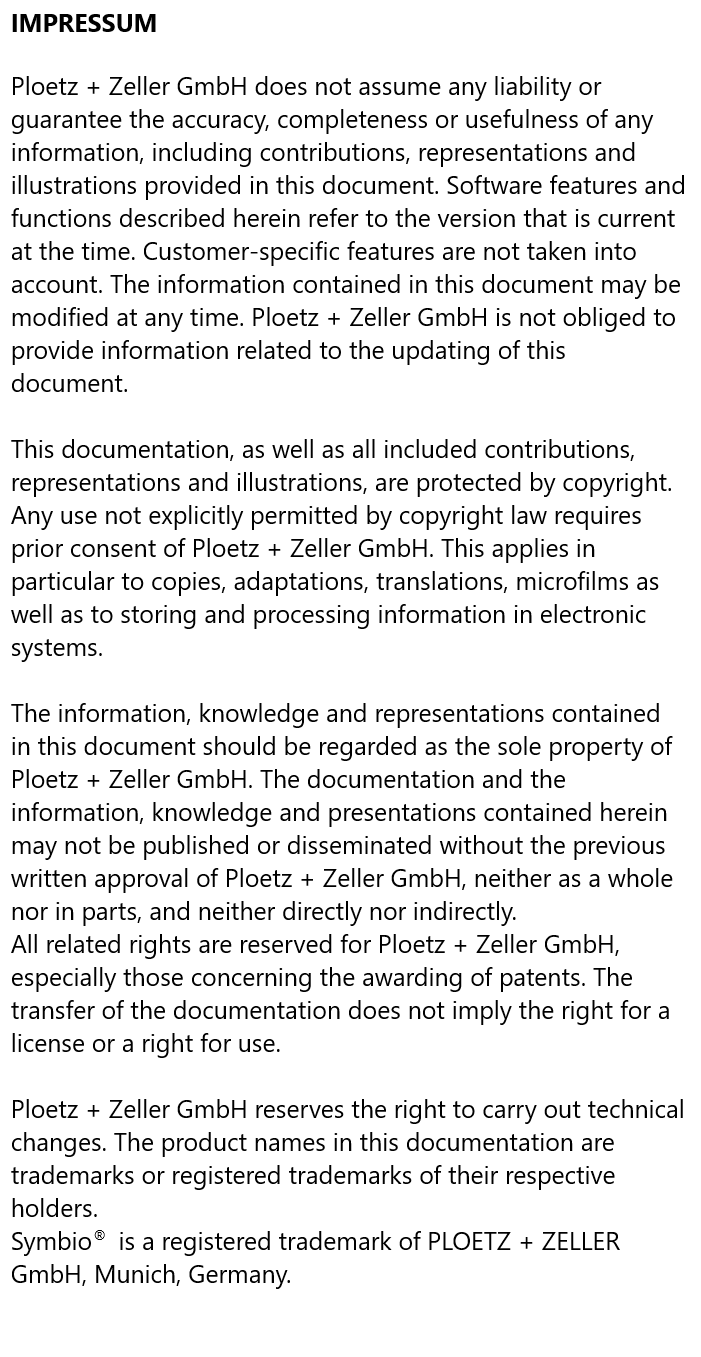 IMPRESSUM
Ploetz + Zeller GmbH does not assume any liability or
guarantee the accuracy, completeness or usefulness of any
information, including contributions, representations and
illustrations provided in this document. Software features and
functions described herein refer to the version that is current
at the time. Customer-specific features are not taken into
account. The information contained in this document may be
modified at any time. Ploetz + Zeller GmbH is not obliged to
provide information related to the updating of this
document.
This documentation, as well as all included contributions,
representations and illustrations, are protected by copyright.
Any use not explicitly permitted by copyright law requires
prior consent of Ploetz + Zeller GmbH. This applies in
particular to copies, adaptations, translations, microfilms as
well as to storing and processing information in electronic
systems.
The information, knowledge and representations contained
in this document should be regarded as the sole property of
Ploetz + Zeller GmbH. The documentation and the
information, knowledge and presentations contained herein
may not be published or disseminated without the previous
written approval of Ploetz + Zeller GmbH, neither as a whole
nor in parts, and neither directly nor indirectly.
All related rights are reserved for Ploetz + Zeller GmbH,
especially those concerning the awarding of patents. The
transfer of the documentation does not imply the right for a
license or a right for use.
Ploetz + Zeller GmbH reserves the right to carry out technical
changes. The product names in this documentation are
trademarks or registered trademarks of their respective
holders.
Symbio® is a registered trademark of PLOETZ + ZELLER
GmbH, Munich, Germany.